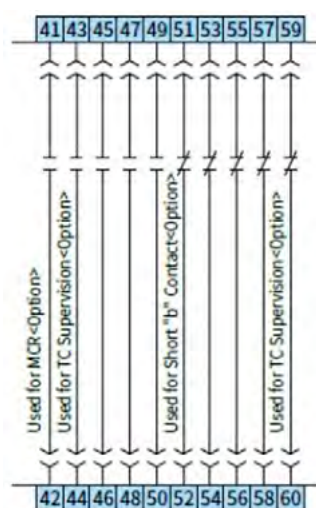 41 43 45 47 49 51 53 55 57 59
Used for MCR<Option>
Used for TC Supervision<Option>
Used for Short "b" Contact<Option>
Used for TC Supervision<Option>
42 44 46 48 50 52 54 56 58 60